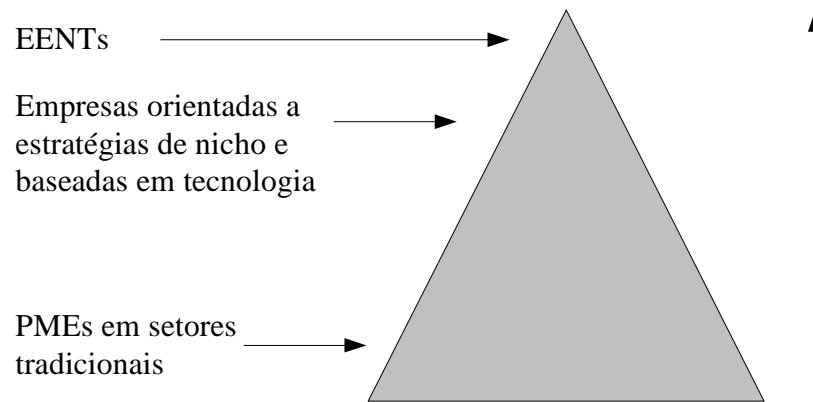 EENTs
Empresas orientadas a
estratégias de nicho e
baseadas em tecnologia
PMEs em setores
tradicionais